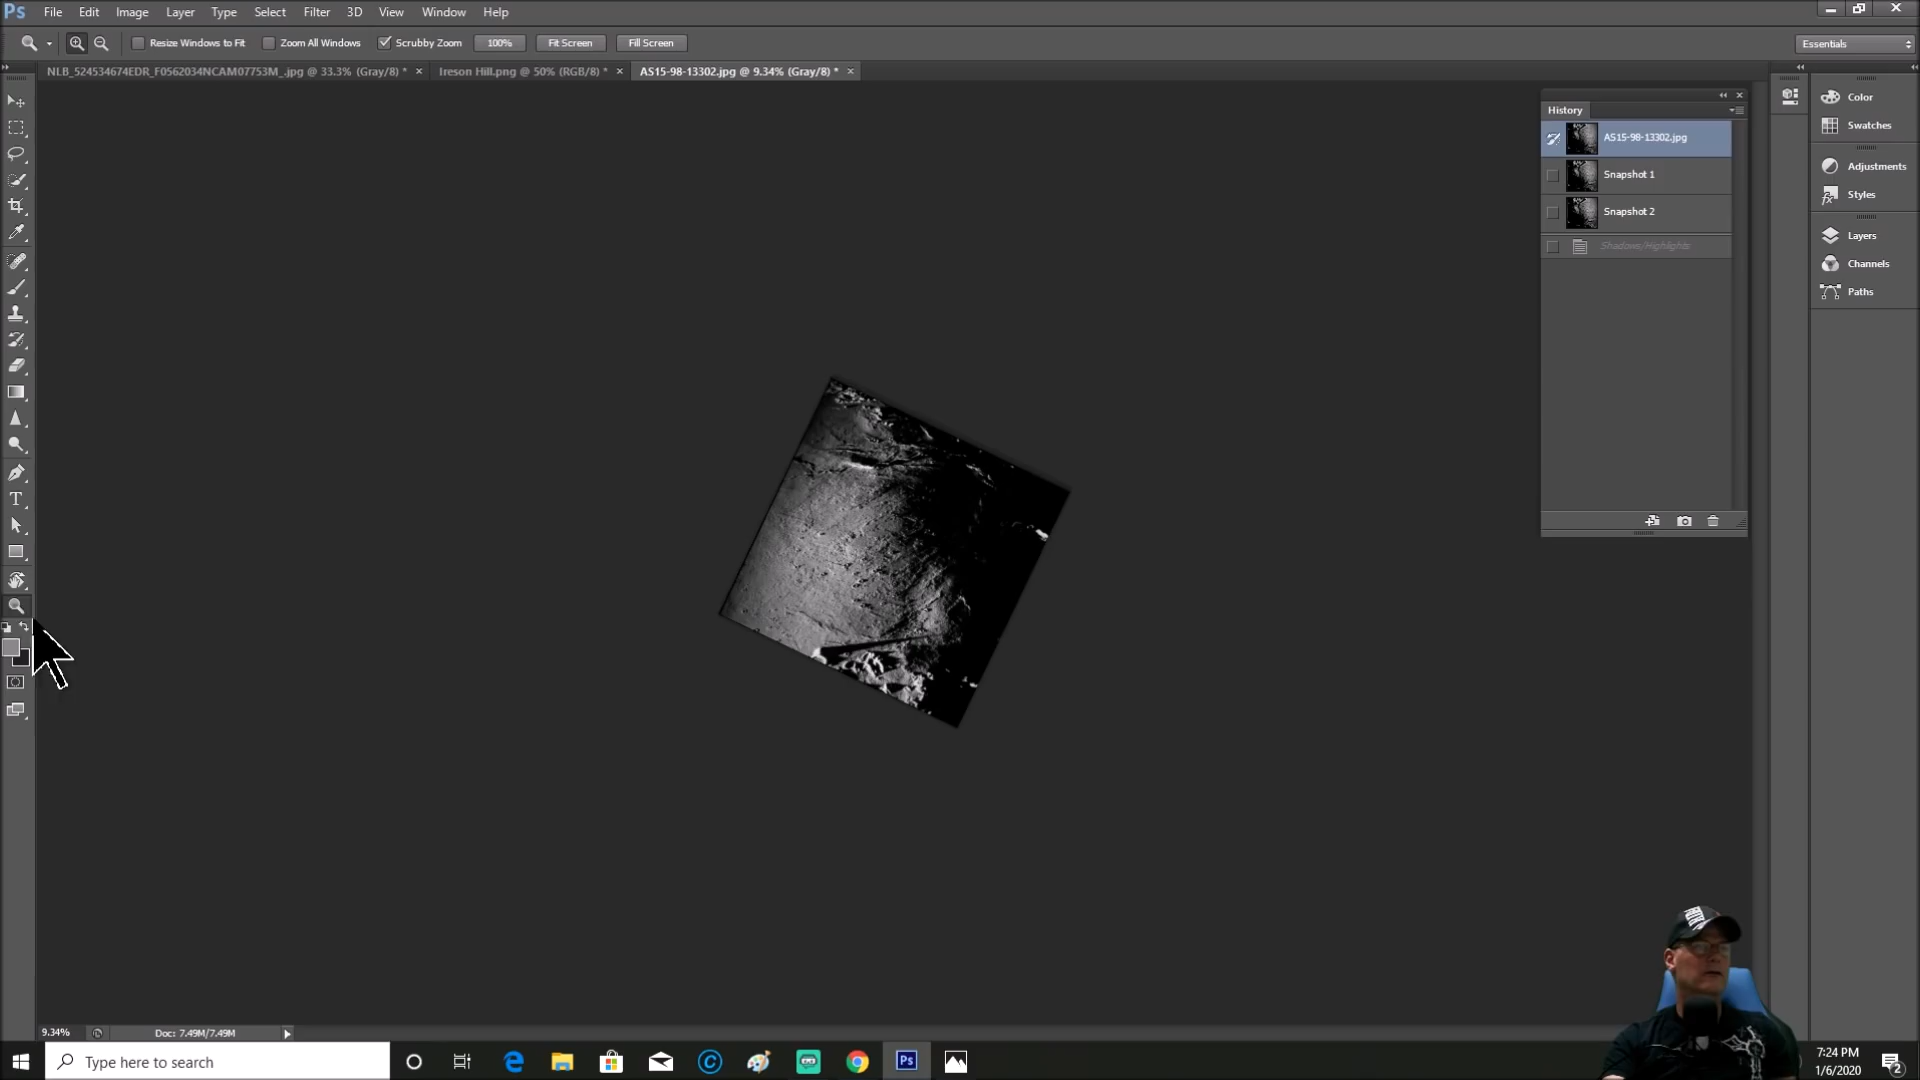 Ps File Edit Image Layer Type Select Filter 3D View Window Help
Resize Windows to Fit Zoom All Windows Scrubby Zoom 100% Fit Screen Fill Screen Essentials
NLB_524534674EDR_F0562034NCAM07753M_.jpg @ 33.3% (Gray/8) * × Ireson Hill.png @ 50% (RGB/8) * × AS15-98-13302.jpg @ 9.34% (Gray/8) * ×
History
AS15-98-13302.jpg
Snapshot 1
Snapshot 2
Shadows/Highlights
Color
Swatches
Adjustments
Styles
Layers
Channels
Paths
T
9.34% Doc: 7.49M/7.49M
Type here to search
Ps
7:24 PM
1/6/2020
2